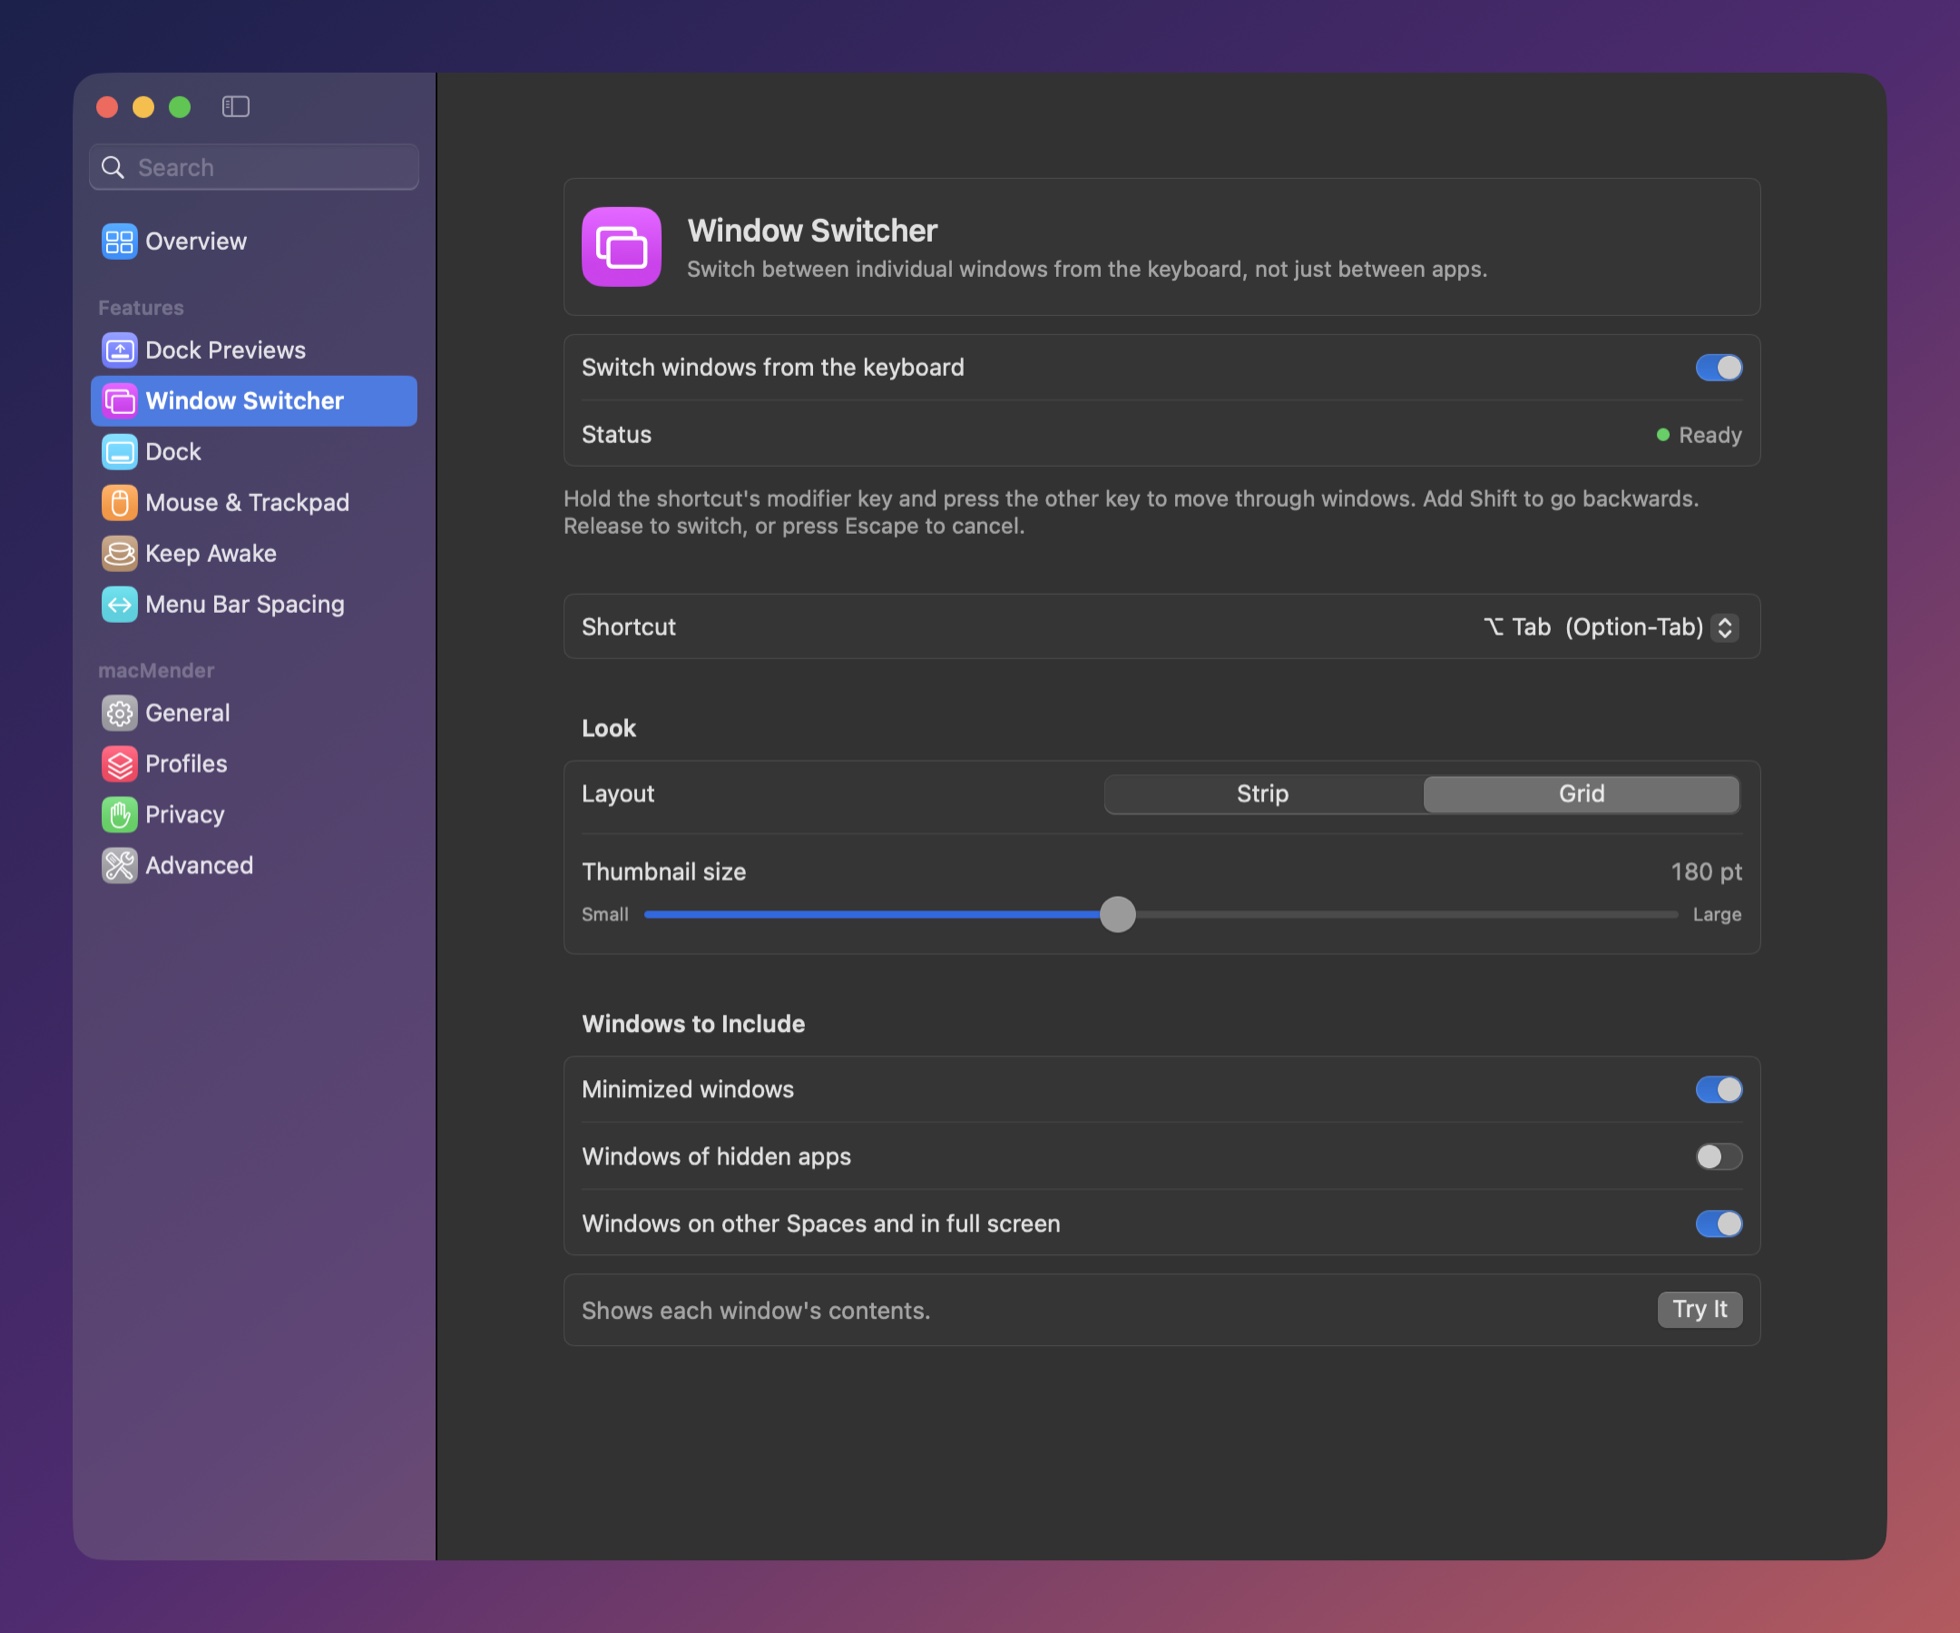 Search
Overview
Features
Dock Previews
Window Switcher
Dock
Mouse & Trackpad
Keep Awake
Menu Bar Spacing
macMender
General
Profiles
Privacy
Advanced
Window Switcher
Switch between individual windows from the keyboard, not just between apps.
Switch windows from the keyboard
Status
Ready
Hold the shortcut's modifier key and press the other key to move through windows. Add Shift to go backwards.
Release to switch, or press Escape to cancel.
Shortcut
⌥ Tab (Option-Tab)
Look
Layout
Strip
Grid
Thumbnail size
180 pt
Small
Large
Windows to Include
Minimized windows
Windows of hidden apps
Windows on other Spaces and in full screen
Shows each window's contents.
Try It